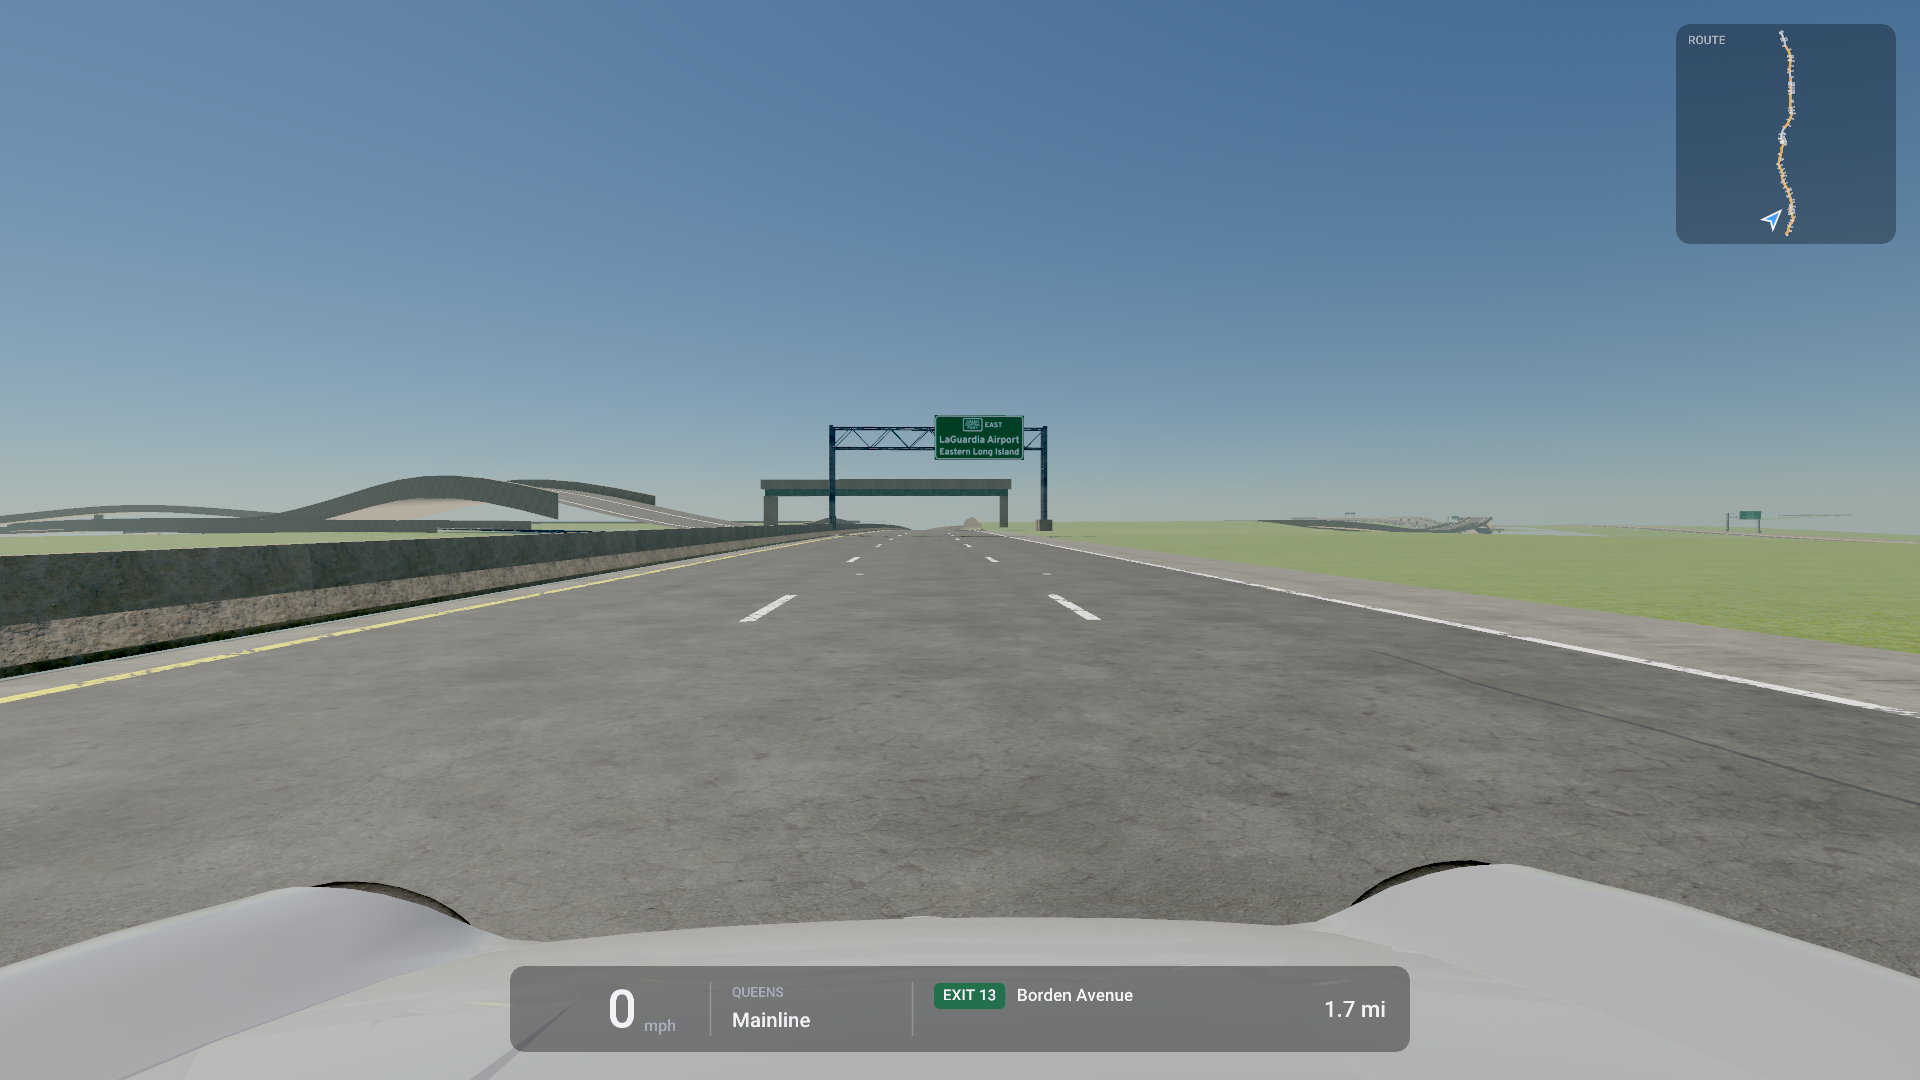 ROUTE
EAST
LaGuardia Airport
Eastern Long Island
0 mph
QUEENS
Mainline
EXIT 13 Borden Avenue
1.7 mi